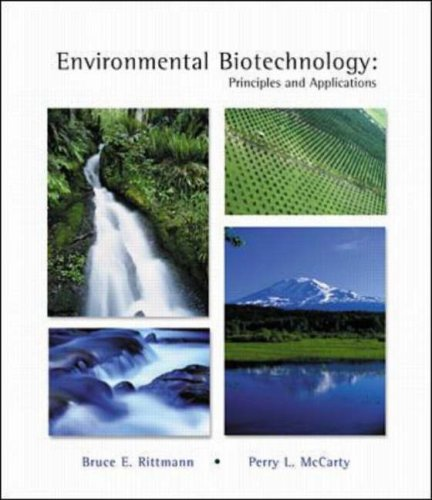 Environmental Biotechnology:
Principles and Applications
Bruce E. Rittmann • Perry L. McCarty